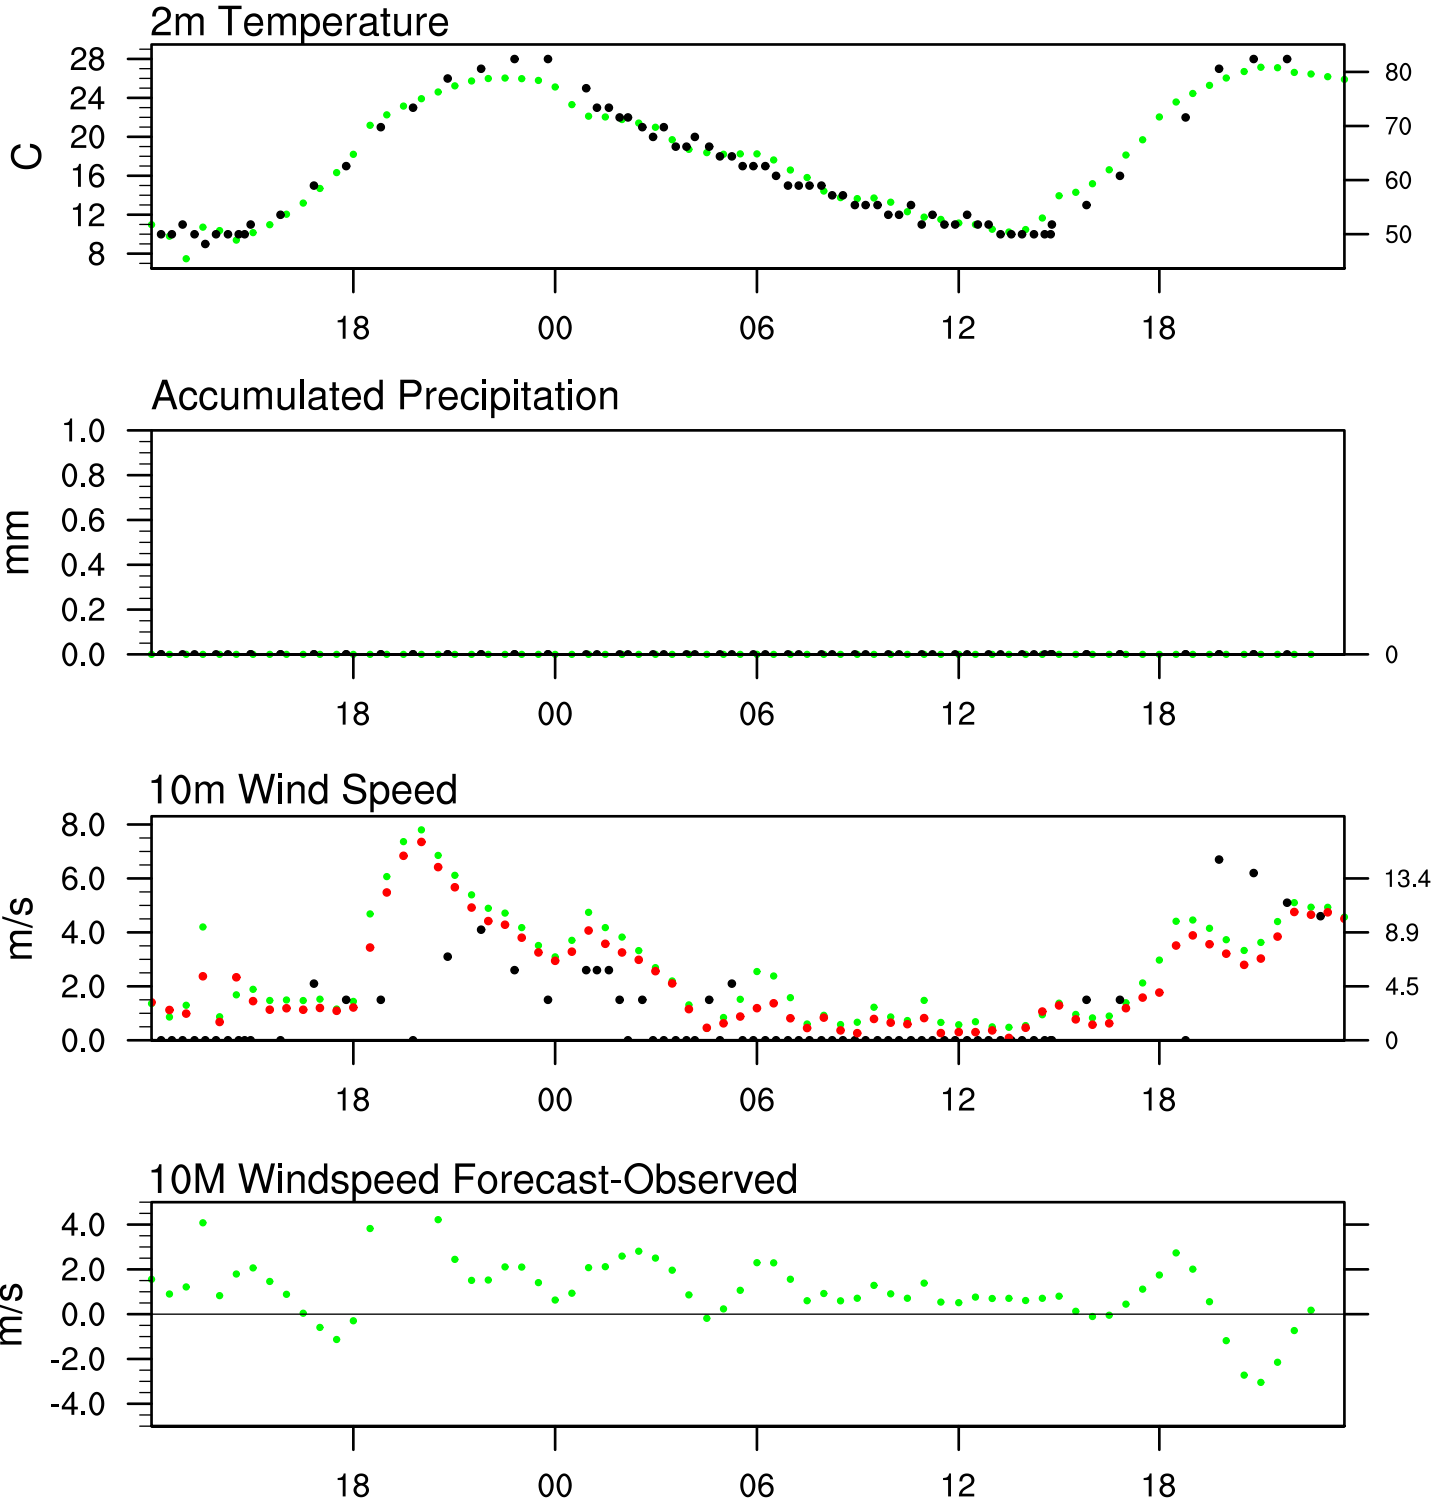 2m Temperature
28
24
20
16
12
8
C
80
70
60
50
18 00 06 12 18
Accumulated Precipitation
1.0
0.8
0.6
0.4
0.2
0.0
mm
0
18 00 06 12 18
10m Wind Speed
8.0
6.0
4.0
2.0
0.0
m/s
13.4
8.9
4.5
0
18 00 06 12 18
10M Windspeed Forecast-Observed
4.0
2.0
0.0
-2.0
-4.0
m/s
18 00 06 12 18